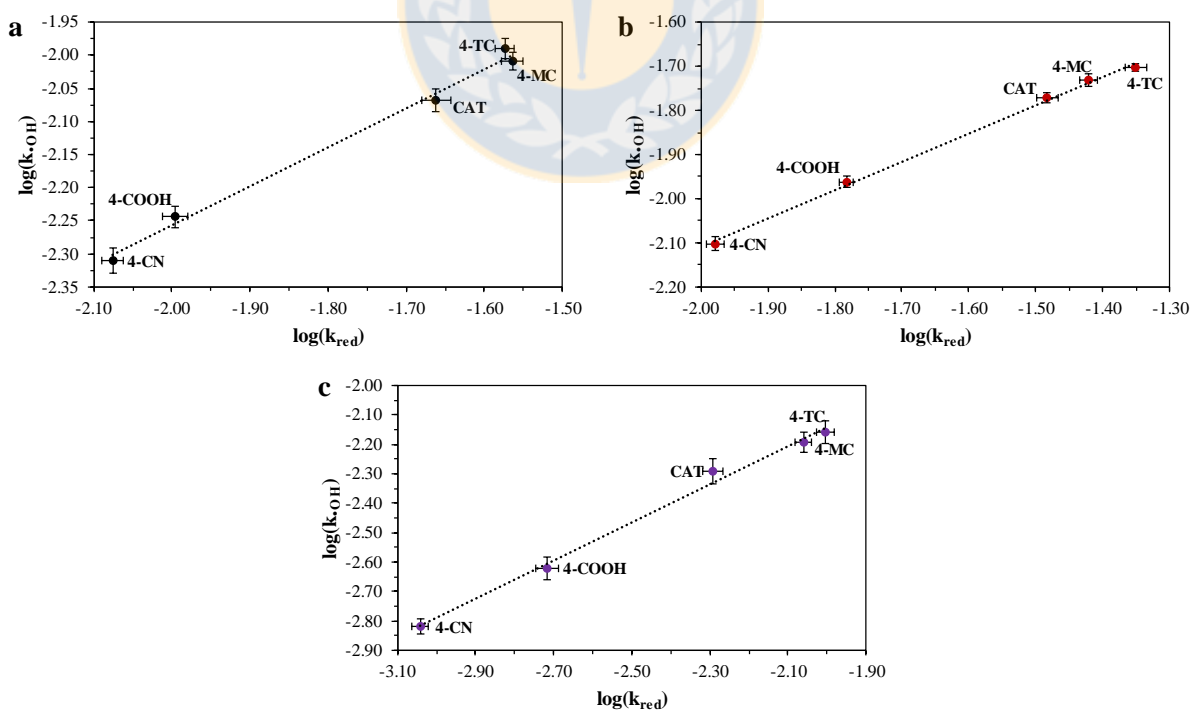 a
-1.95
-2.00
-2.05
-2.10
-2.15
-2.20
-2.25
-2.30
-2.35
log(k•OH)
4-TC
4-MC
CAT
4-COOH
4-CN
-2.10 -2.00 -1.90 -1.80 -1.70 -1.60 -1.50
log(kred)
b
-1.60
-1.70
-1.80
-1.90
-2.00
-2.10
-2.20
log(k•OH)
4-MC
4-TC
CAT
4-COOH
4-CN
-2.00 -1.90 -1.80 -1.70 -1.60 -1.50 -1.40 -1.30
log(kred)
c
-2.00
-2.10
-2.20
-2.30
-2.40
-2.50
-2.60
-2.70
-2.80
-2.90
log(k•OH)
4-TC
4-MC
CAT
4-COOH
4-CN
-3.10 -2.90 -2.70 -2.50 -2.30 -2.10 -1.90
log(kred)